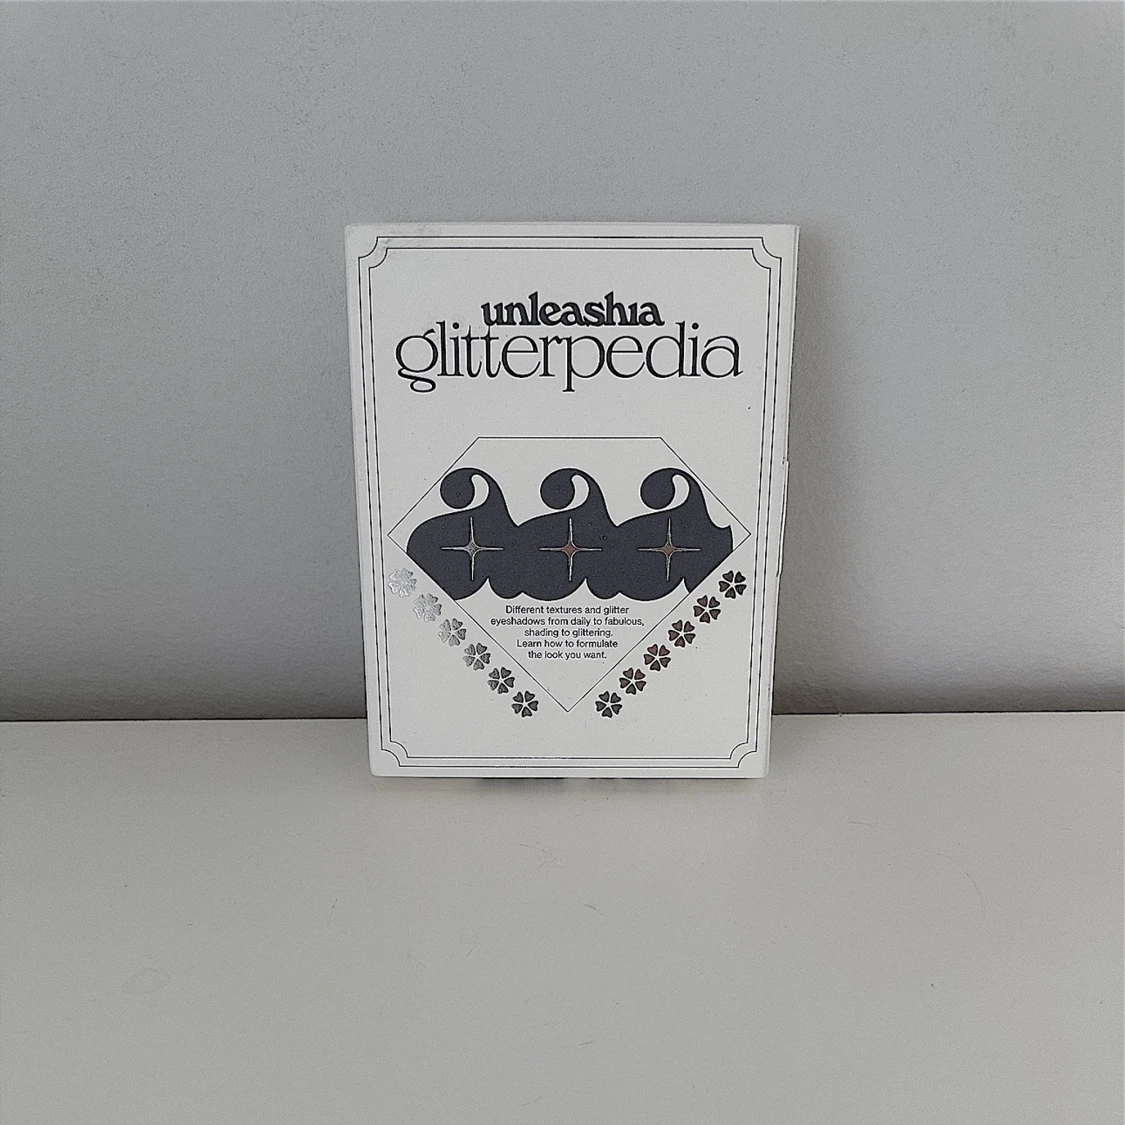 unleashia
glitterpedia
Different textures and glitter
eyeshadows from daily to fabulous,
shading to glittering.
Learn how to formulate
the look you want.